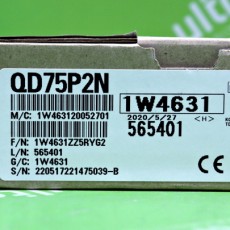 QD75P2N
1W4631
M/C: 1W463120052701
2020/5/27 <H>
565401
F/N: 1W4631ZZ5RYG2
L/N: 565401
G/C: 1W4631
S/N: 220517221475039-B
CE